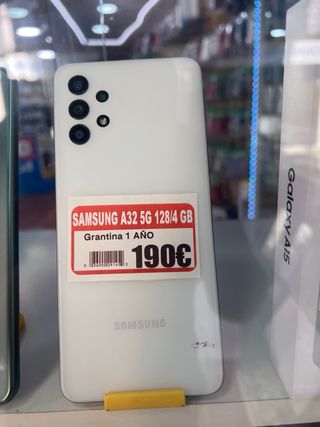 SAMSUNG A32 5G 128/4 GB
Grantina 1 AÑO
190€
SAMSUNG
Galaxy A15